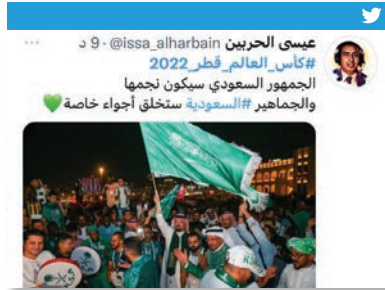 عيسى الحربين @issa_alharbain · 9 د
#كأس_العالم_قطر_2022
الجمهور السعودي سيكون نجمها
والجماهير #السعودية ستخلق أجواء خاصة💚